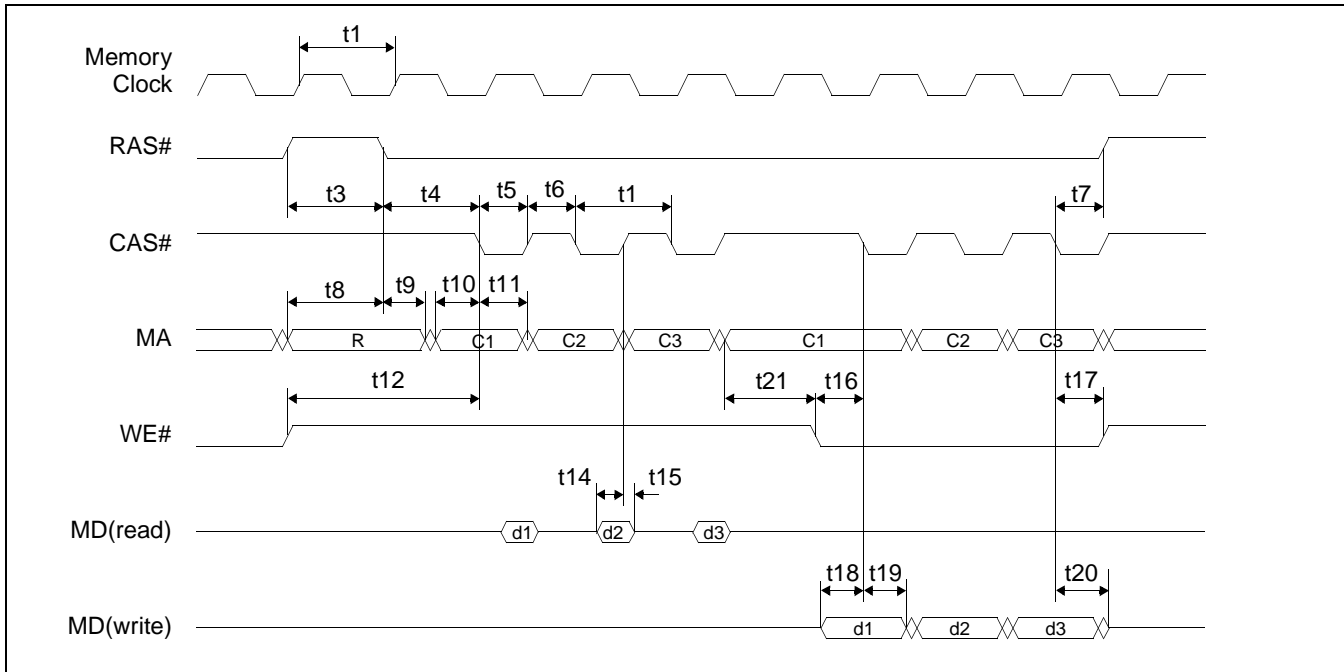 t1
Memory
Clock
RAS#
t3 t4 t5 t6 t1 t7
CAS#
t8 t9 t10 t11
MA R C1 C2 C3 C1 C2 C3
t12 t21 t16 t17
WE#
t14 t15
MD(read) d1 d2 d3
t18 t19 t20
MD(write) d1 d2 d3